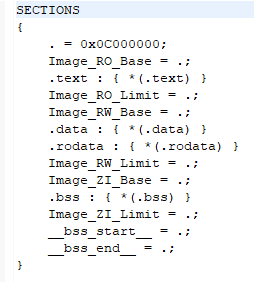 SECTIONS
{
    . = 0x0C000000;
    Image_RO_Base = .;
    .text : { *(.text) }
    Image_RO_Limit = .;
    Image_RW_Base = .;
    .data : { *(.data) }
    .rodata : { *(.rodata) }
    Image_RW_Limit = .;
    Image_ZI_Base = .;
    .bss : { *(.bss) }
    Image_ZI_Limit = .;
    __bss_start__ = .;
    __bss_end__ = .;
}